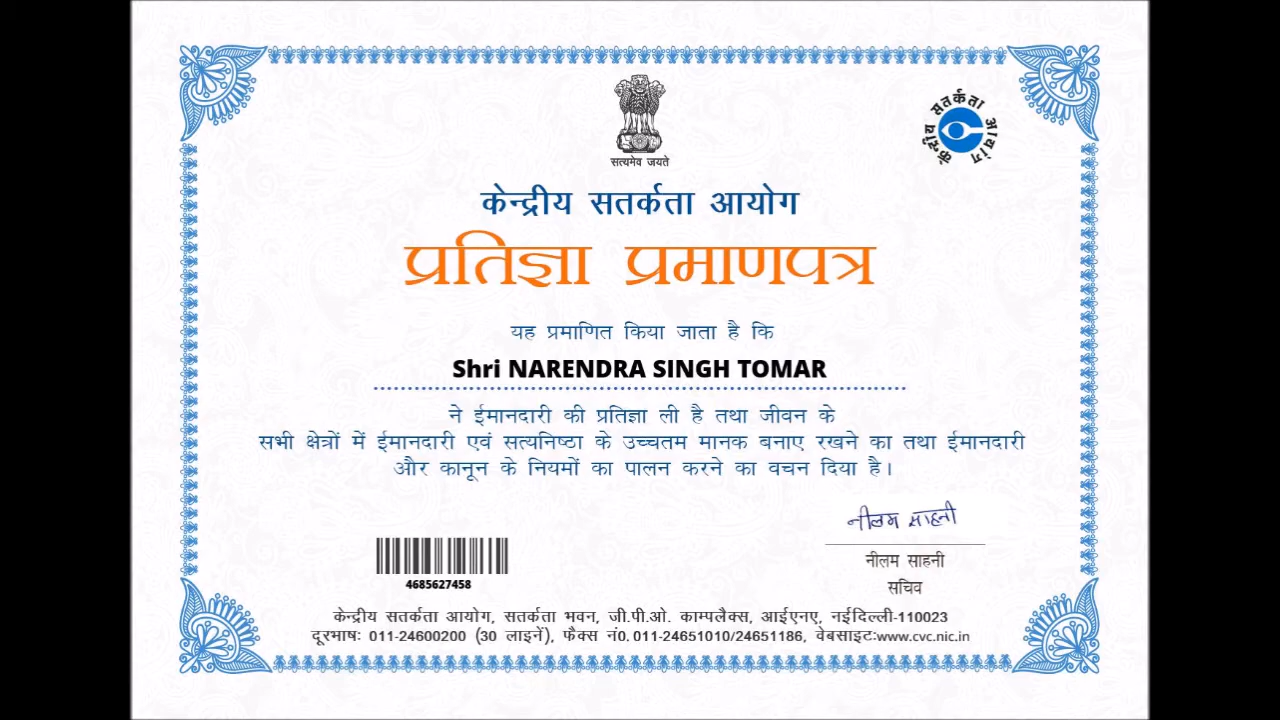 सत्यमेव जयते
केन्द्रीय सतर्कता आयोग
केन्द्रीय सतर्कता आयोग
प्रतिज्ञा प्रमाणपत्र
यह प्रमाणित किया जाता है कि
Shri NARENDRA SINGH TOMAR
ने ईमानदारी की प्रतिज्ञा ली है तथा जीवन के
सभी क्षेत्रों में ईमानदारी एवं सत्यनिष्ठा के उच्चतम मानक बनाए रखने का तथा ईमानदारी
और कानून के नियमों का पालन करने का वचन दिया है।
नीलम साहनी
नीलम साहनी
सचिव
4685627458
केन्द्रीय सतर्कता आयोग, सतर्कता भवन, जी.पी.ओ. काम्पलैक्स, आईएनए, नईदिल्ली-110023
दूरभाषः 011-24600200 (30 लाइनें), फैक्स नं0. 011-24651010/24651186, वेबसाइटःwww.cvc.nic.in